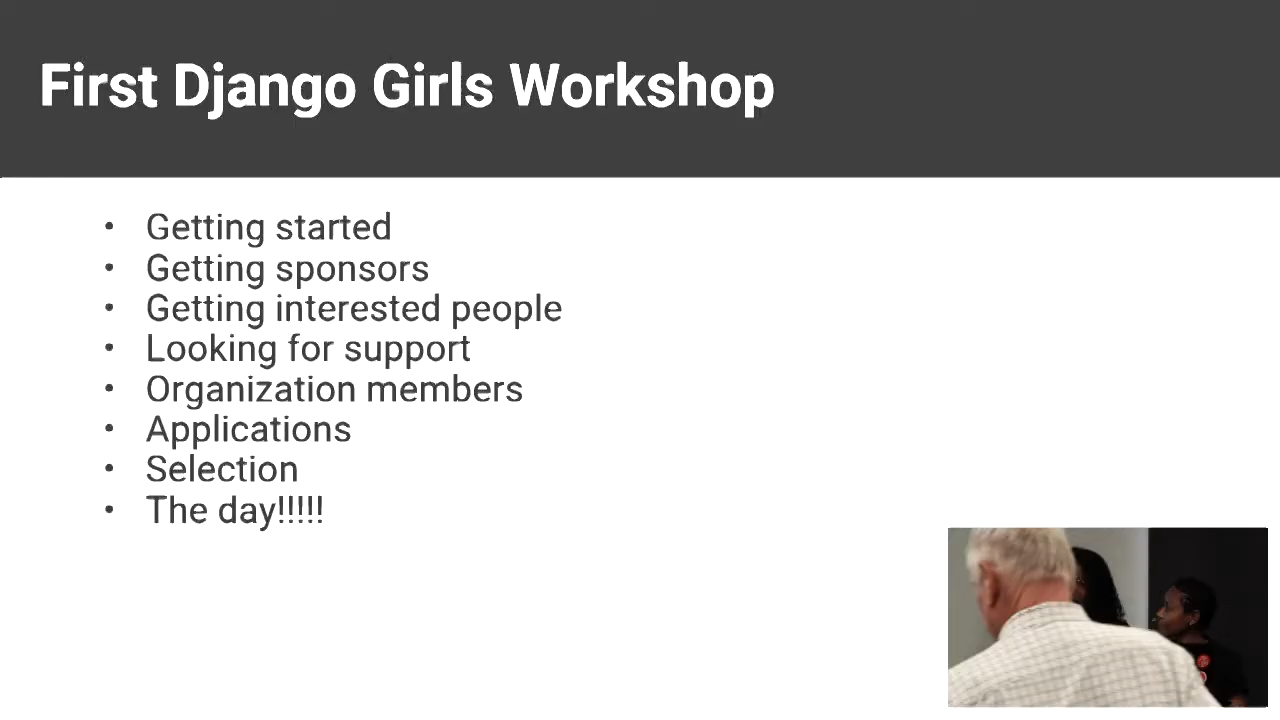 First Django Girls Workshop
• Getting started
• Getting sponsors
• Getting interested people
• Looking for support
• Organization members
• Applications
• Selection
• The day!!!!!